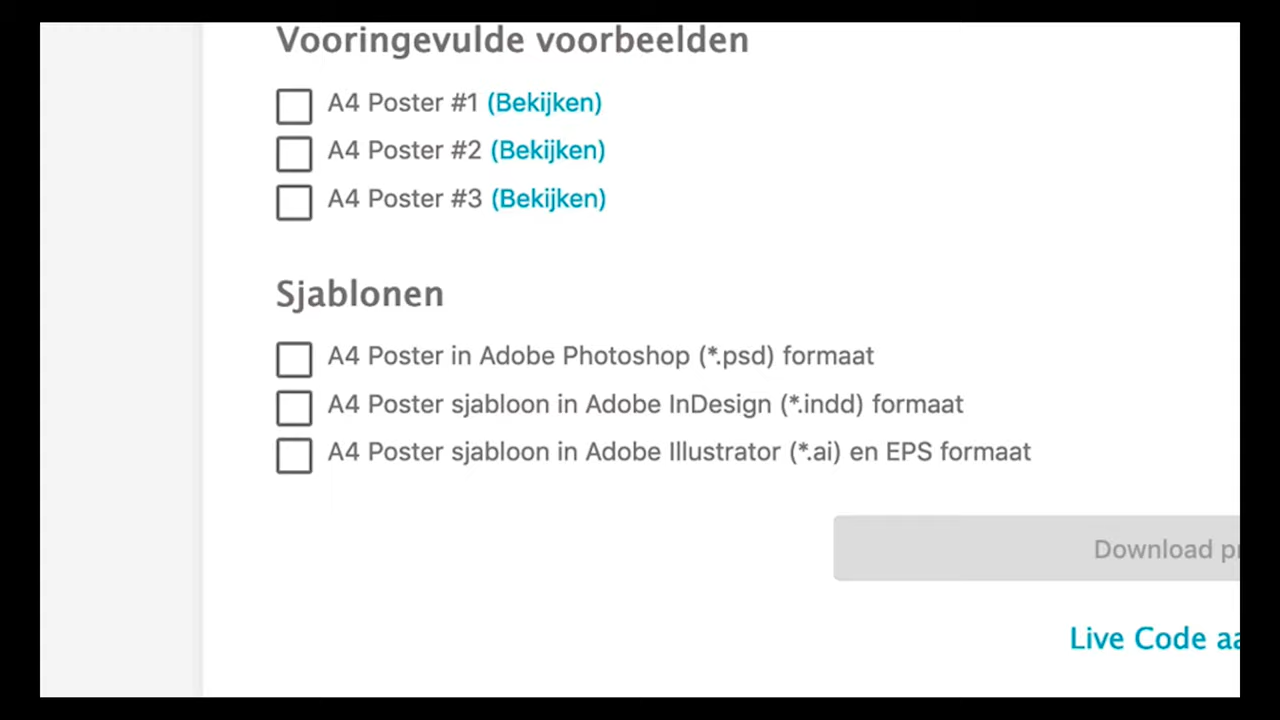 Vooringevulde voorbeelden
A4 Poster #1 (Bekijken)
A4 Poster #2 (Bekijken)
A4 Poster #3 (Bekijken)
Sjablonen
A4 Poster in Adobe Photoshop (*.psd) formaat
A4 Poster sjabloon in Adobe InDesign (*.indd) formaat
A4 Poster sjabloon in Adobe Illustrator (*.ai) en EPS formaat
Download
Live Code